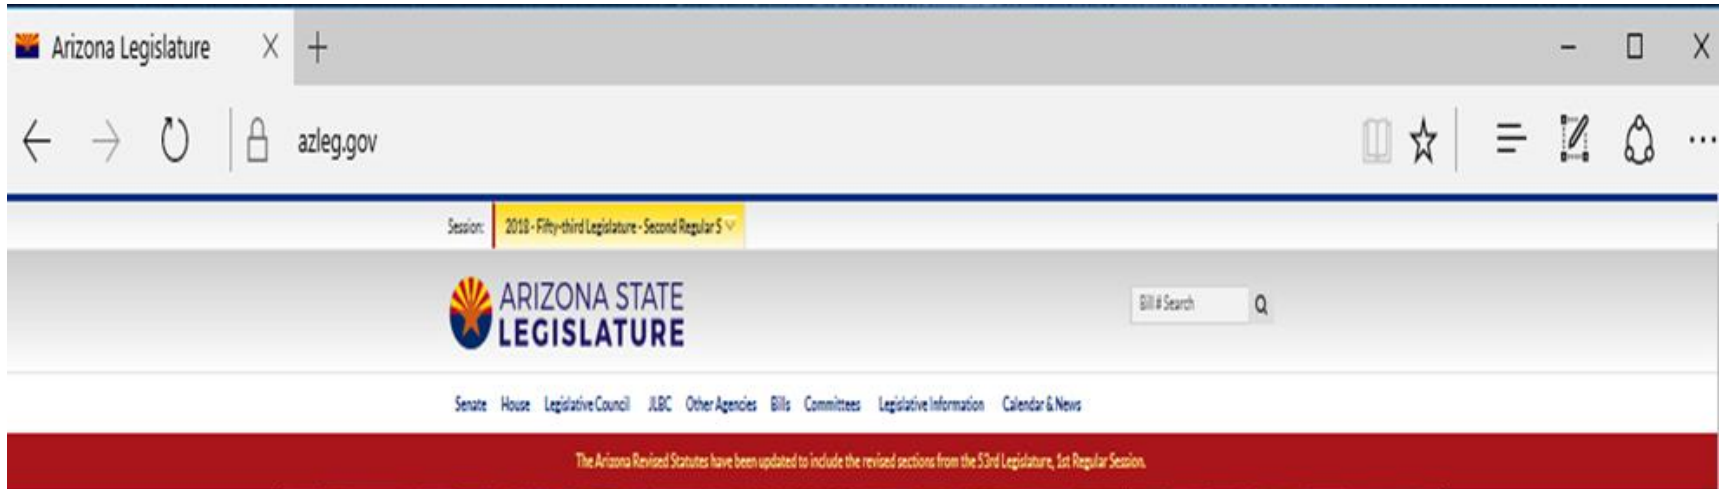 Arizona Legislature
azleg.gov
Session: 2018 - Fifty-third Legislature - Second Regular S
ARIZONA STATE
LEGISLATURE
Bill # Search
Senate House Legislative Council JLBC Other Agencies Bills Committees Legislative Information Calendar & News
The Arizona Revised Statutes have been updated to include the revised sections from the 53rd Legislature, 1st Regular Session.